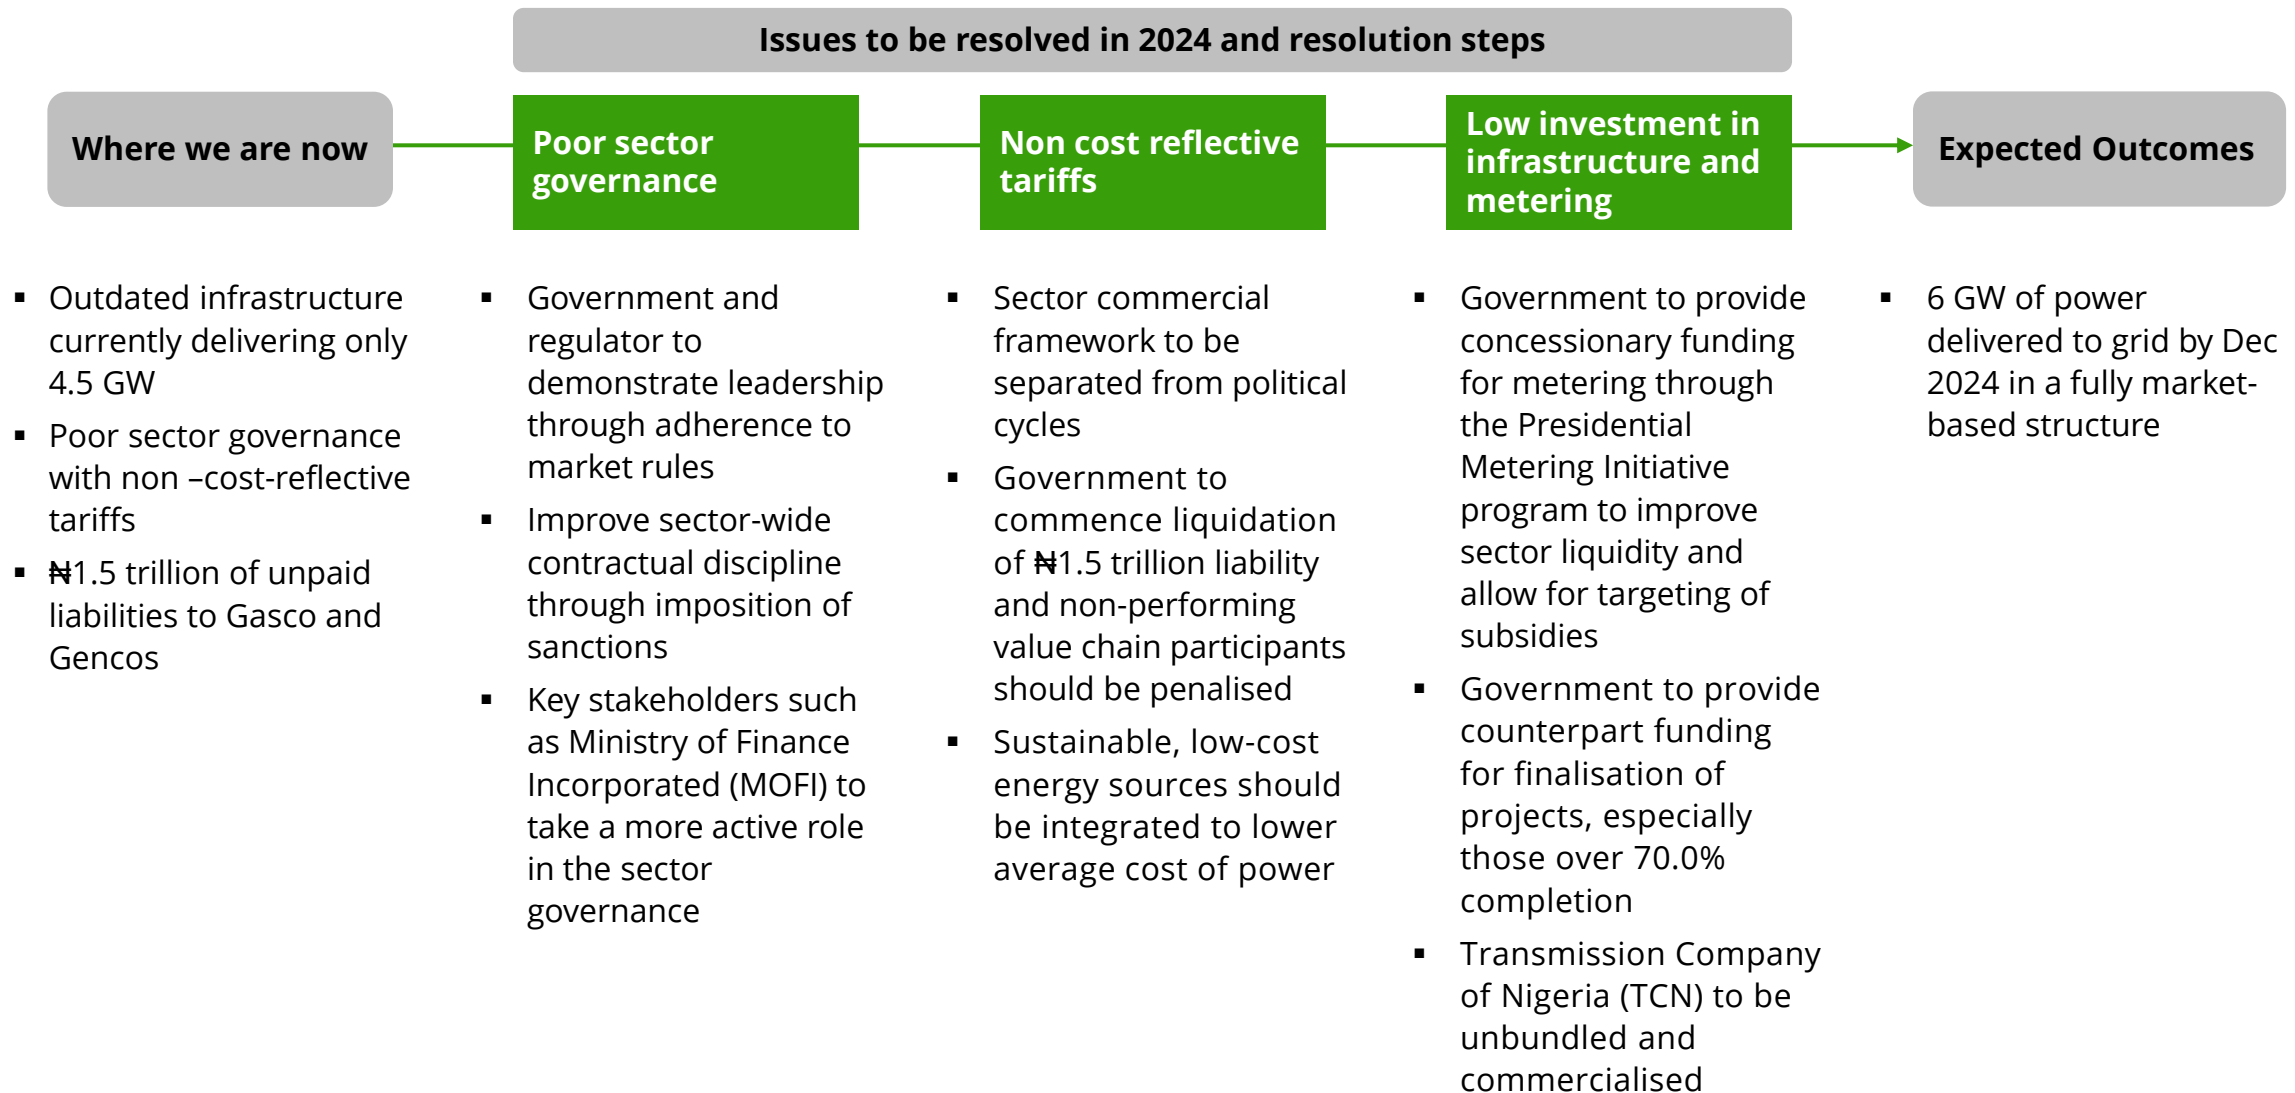 Issues to be resolved in 2024 and resolution steps
Where we are now
Poor sector
governance
Non cost reflective
tariffs
Low investment in
infrastructure and
metering
Expected Outcomes
▪ Outdated infrastructure
currently delivering only
4.5 GW
▪ Poor sector governance
with non –cost-reflective
tariffs
▪ ₦1.5 trillion of unpaid
liabilities to Gasco and
Gencos
▪ Government and
regulator to
demonstrate leadership
through adherence to
market rules
▪ Improve sector-wide
contractual discipline
through imposition of
sanctions
▪ Key stakeholders such
as Ministry of Finance
Incorporated (MOFI) to
take a more active role
in the sector
governance
▪ Sector commercial
framework to be
separated from political
cycles
▪ Government to
commence liquidation
of ₦1.5 trillion liability
and non-performing
value chain participants
should be penalised
▪ Sustainable, low-cost
energy sources should
be integrated to lower
average cost of power
▪ Government to provide
concessionary funding
for metering through
the Presidential
Metering Initiative
program to improve
sector liquidity and
allow for targeting of
subsidies
▪ Government to provide
counterpart funding
for finalisation of
projects, especially
those over 70.0%
completion
▪ Transmission Company
of Nigeria (TCN) to be
unbundled and
commercialised
▪ 6 GW of power
delivered to grid by Dec
2024 in a fully market-
based structure